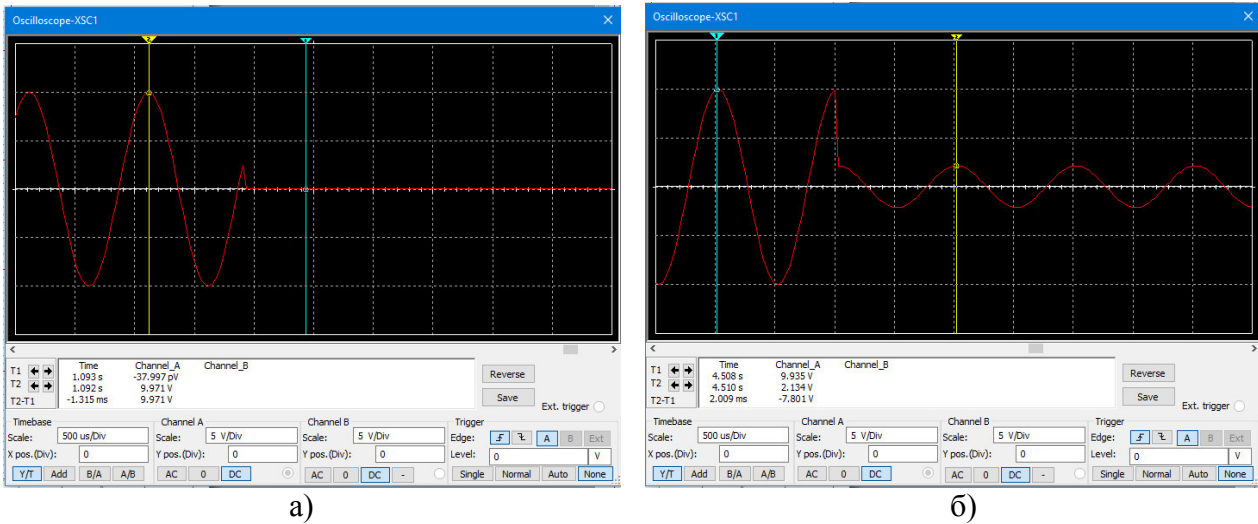 Oscilloscope-XSC1
2
1
T1
T2
T2-T1
Time Channel_A Channel_B
1.093 s -37.997 pV
1.092 s 9.971 V
-1.315 ms 9.971 V
Reverse
Save
Ext. trigger
Timebase
Scale: 500 us/Div
X pos.(Div): 0
Y/T Add B/A A/B
Channel A
Scale: 5 V/Div
Y pos.(Div): 0
AC 0 DC
Channel B
Scale: 5 V/Div
Y pos.(Div): 0
AC 0 DC -
Trigger
Edge: A B Ext
Level: 0 V
Single Normal Auto None
а)
Oscilloscope-XSC1
1
2
T1
T2
T2-T1
Time Channel_A Channel_B
4.508 s 9.935 V
4.510 s 2.134 V
2.009 ms -7.801 V
Reverse
Save
Ext. trigger
Timebase
Scale: 500 us/Div
X pos.(Div): 0
Y/T Add B/A A/B
Channel A
Scale: 5 V/Div
Y pos.(Div): 0
AC 0 DC
Channel B
Scale: 5 V/Div
Y pos.(Div): 0
AC 0 DC -
Trigger
Edge: A B Ext
Level: 0 V
Single Normal Auto None
б)